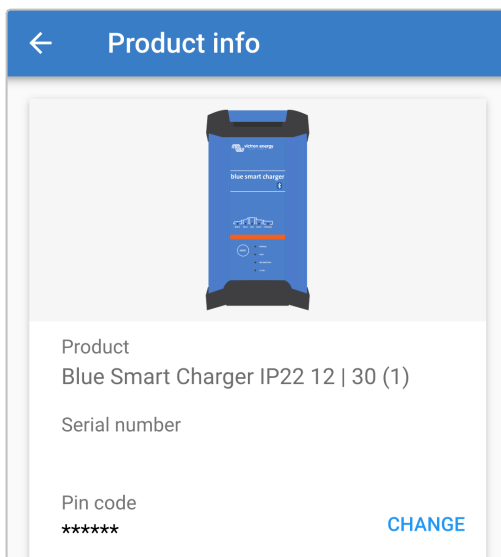 Product info
victron energy
blue smart charger
Product
Blue Smart Charger IP22 12 | 30 (1)
Serial number
Pin code
******
CHANGE